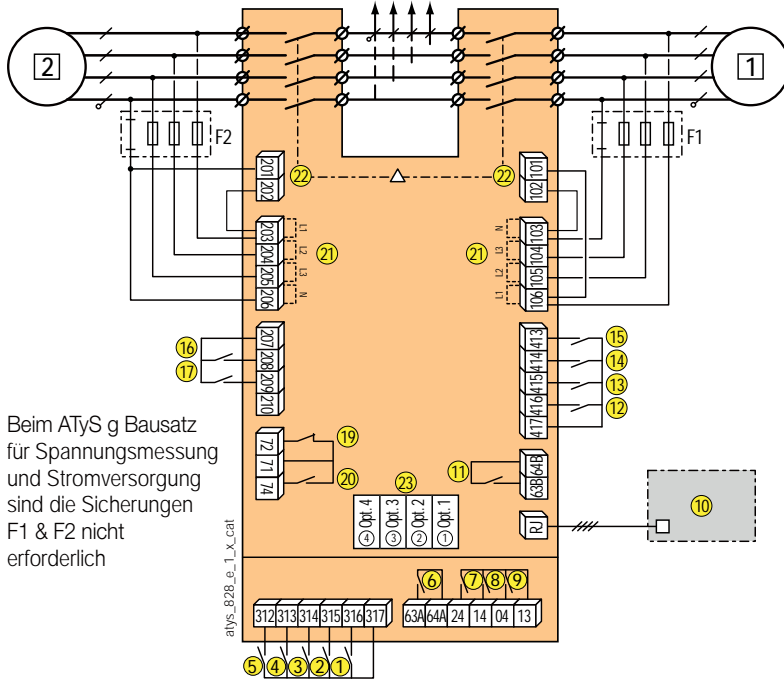 2
1
F2
F1
201
202
22
22
101
102
203
204
205
206
L1
L2
L3
N
21
21
N
L3
L2
L1
103
104
105
106
16
17
207
208
209
210
413
414
415
416
417
15
14
13
12
Beim ATyS g Bausatz
für Spannungsmessung
und Stromversorgung
sind die Sicherungen
F1 & F2 nicht
erforderlich
72
71
74
19
20
11
64B
63B
23
4 Opt. 4
3 Opt. 3
2 Opt. 2
1 Opt. 1
RJ
10
atys_828_e_1_x_cat
6
7
8
9
312
313
314
315
316
317
63A
64A
24
14
04
13
5
4
3
2
1